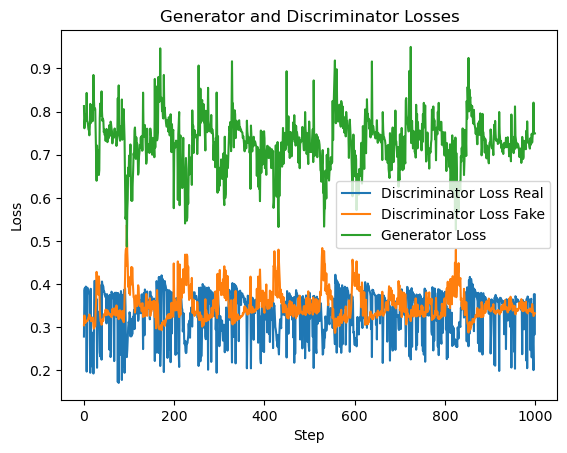 Generator and Discriminator Losses
Loss
0.9
0.8
0.7
0.6
0.5
0.4
0.3
0.2
Discriminator Loss Real
Discriminator Loss Fake
Generator Loss
0
200
400
600
800
1000
Step